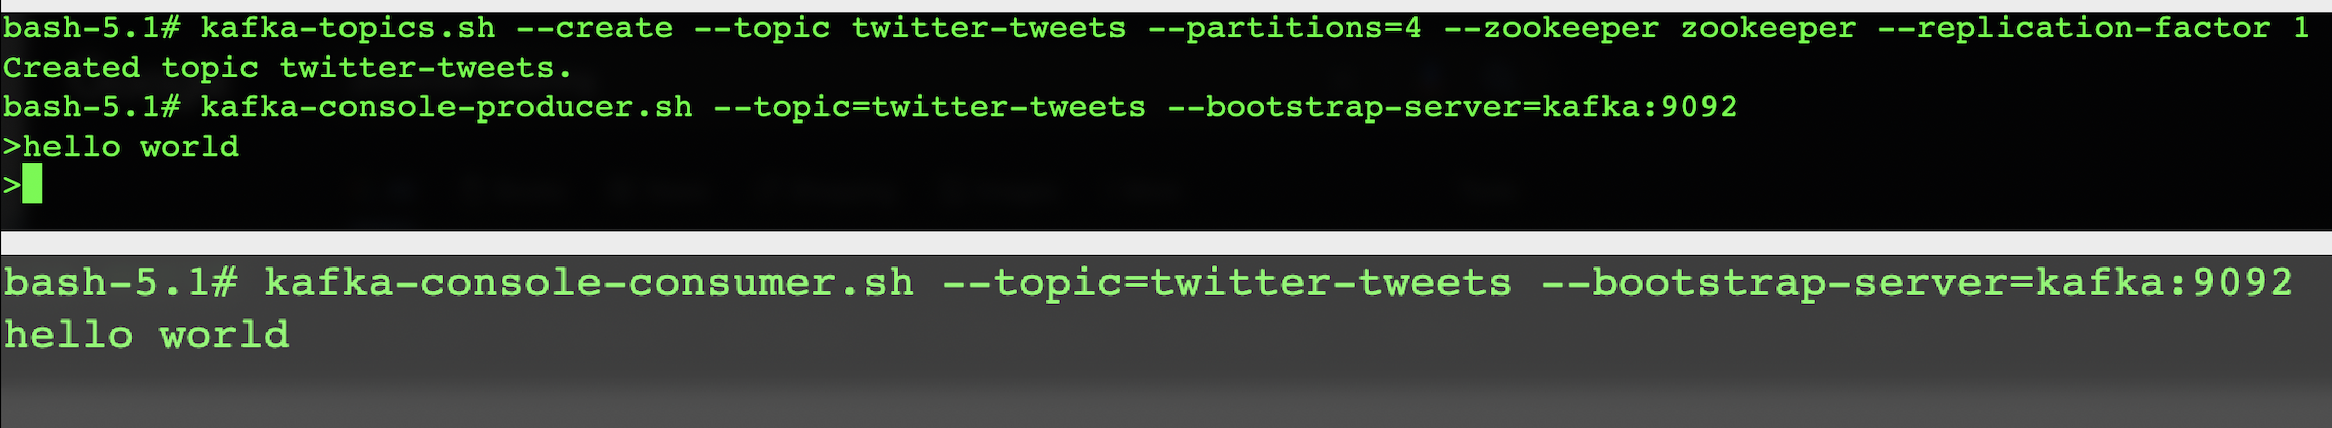 bash-5.1# kafka-topics.sh --create --topic twitter-tweets --partitions=4 --zookeeper zookeeper --replication-factor 1
Created topic twitter-tweets.
bash-5.1# kafka-console-producer.sh --topic=twitter-tweets --bootstrap-server=kafka:9092
>hello world
>
bash-5.1# kafka-console-consumer.sh --topic=twitter-tweets --bootstrap-server=kafka:9092
hello world